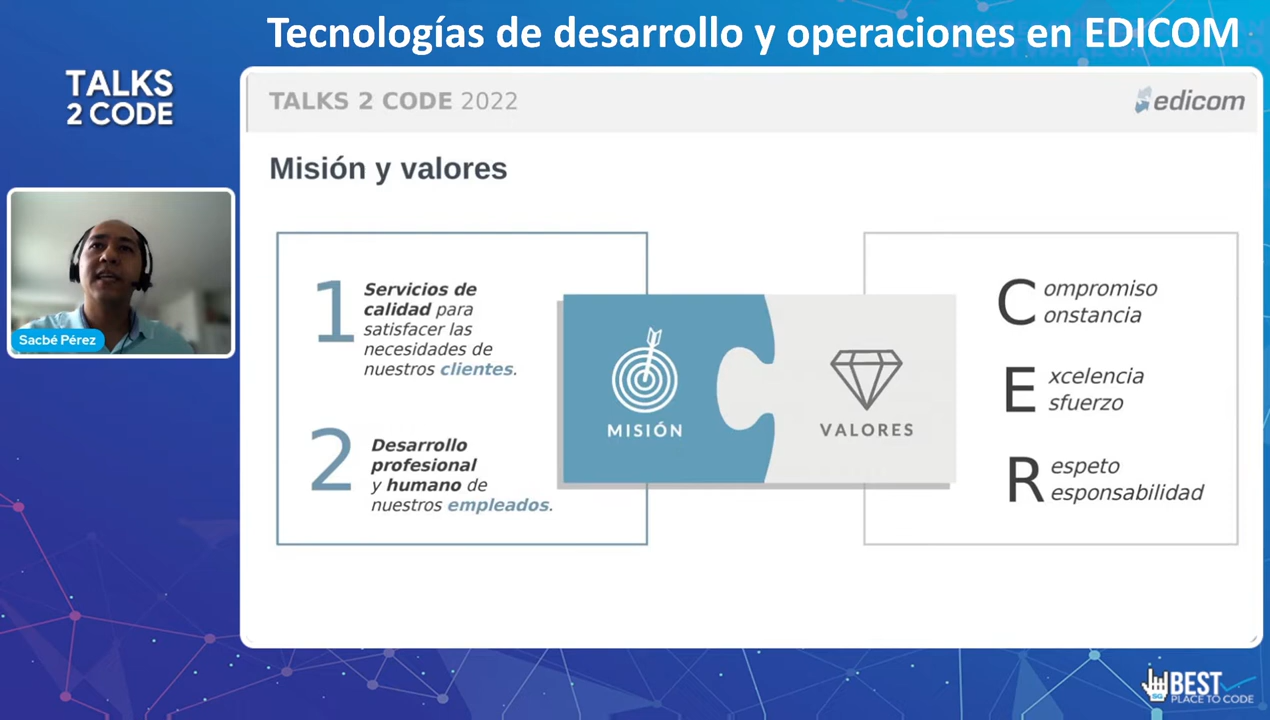 Tecnologías de desarrollo y operaciones en EDICOM
TALKS
2 CODE
TALKS 2 CODE 2022
edicom
Misión y valores
Sacbé Pérez
1
Servicios de
calidad para
satisfacer las
necesidades de
nuestros clientes.
2
Desarrollo
profesional
y humano de
nuestros empleados.
MISIÓN
VALORES
C
ompromiso
onstancia
E
xcelencia
sfuerzo
R
espeto
esponsabilidad
SG
BEST
PLACE TO CODE